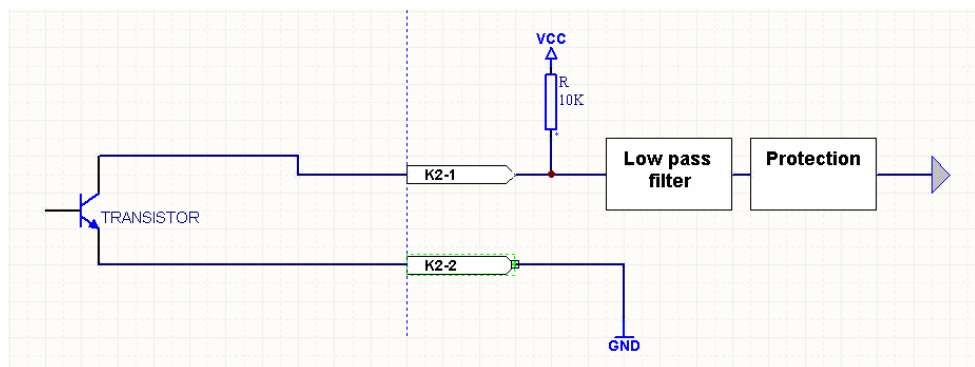 VCC
R
10K
K2-1
Low pass
filter
Protection
TRANSISTOR
K2-2
GND